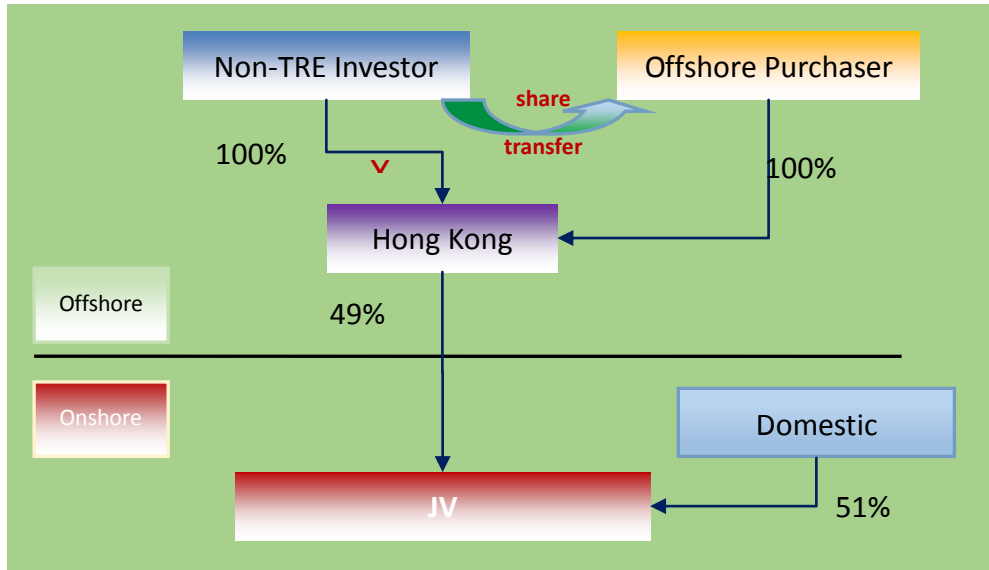 Non-TRE Investor
Offshore Purchaser
share
transfer
100%
v
100%
Hong Kong
Offshore
49%
Onshore
Domestic
JV
51%